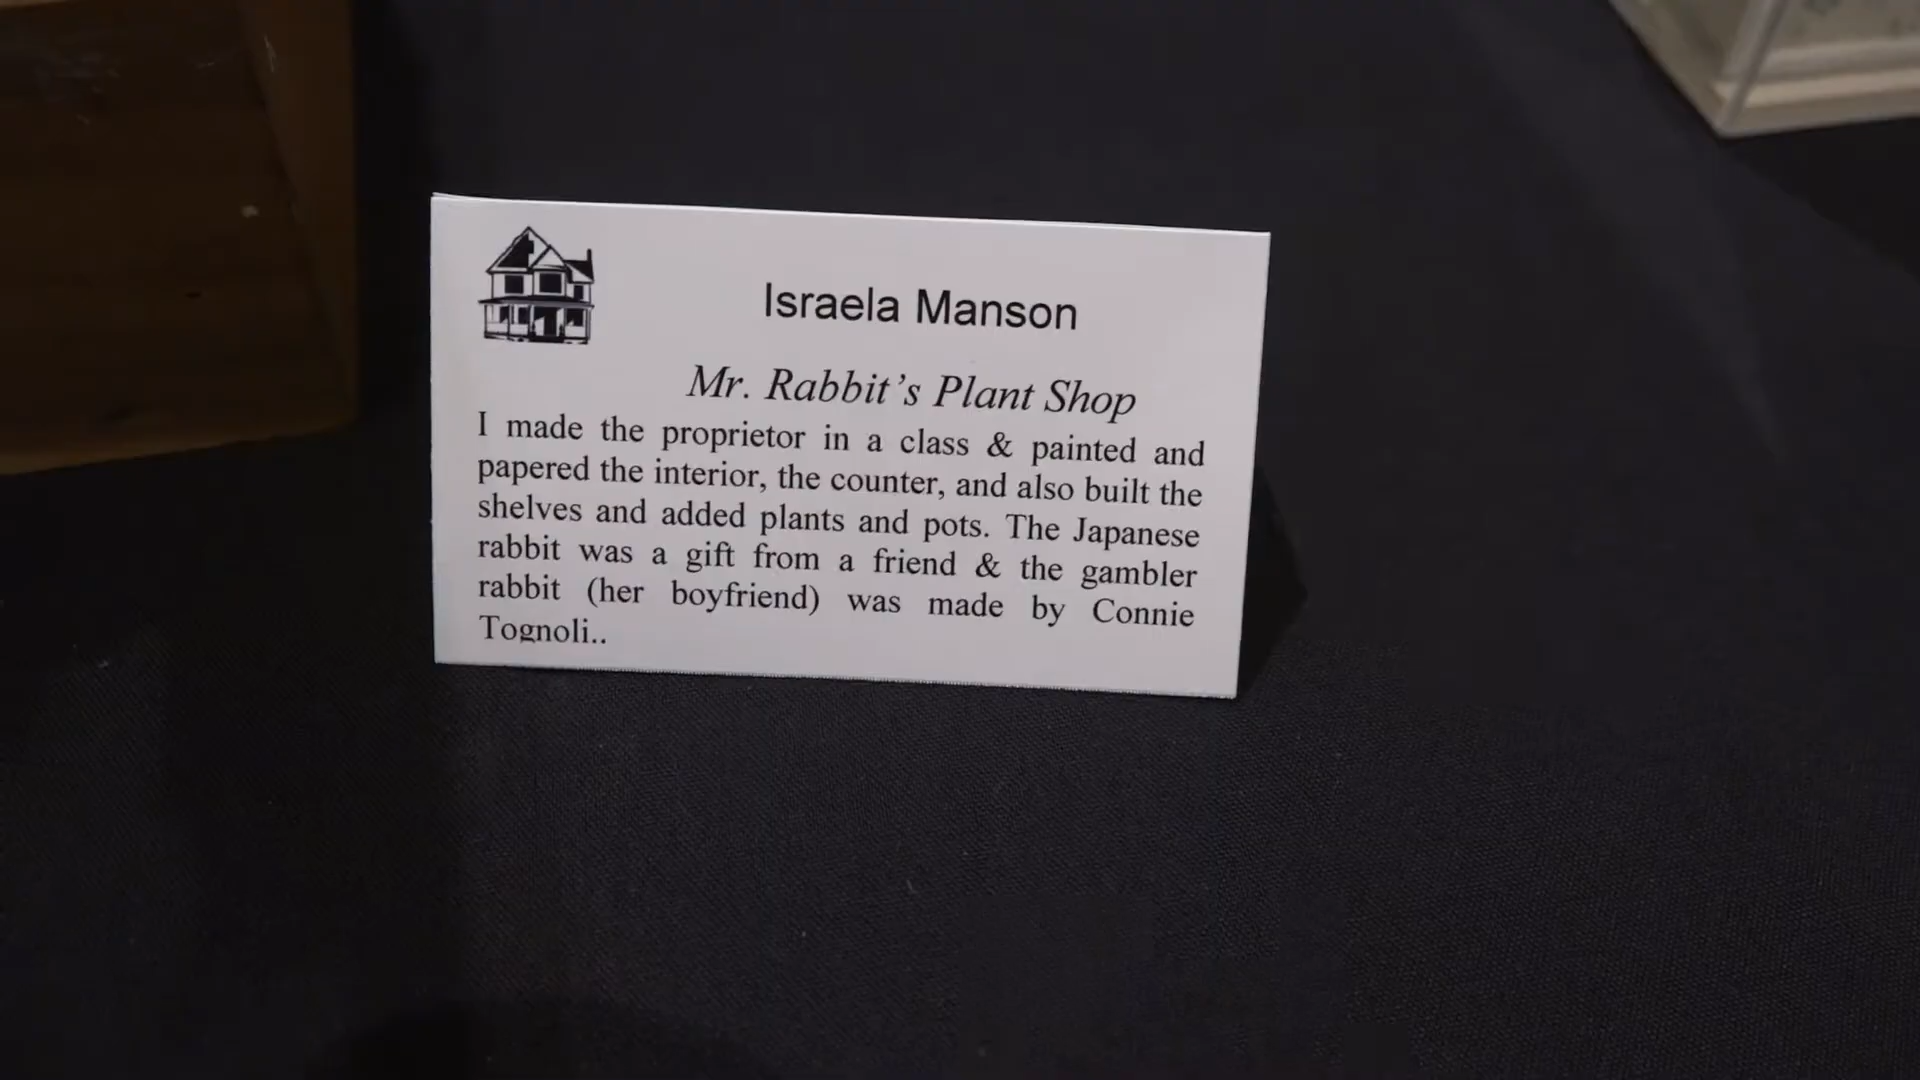 Israela Manson
Mr. Rabbit's Plant Shop
I made the proprietor in a class & painted and
papered the interior, the counter, and also built the
shelves and added plants and pots. The Japanese
rabbit was a gift from a friend & the gambler
rabbit (her boyfriend) was made by Connie
Tognoli..